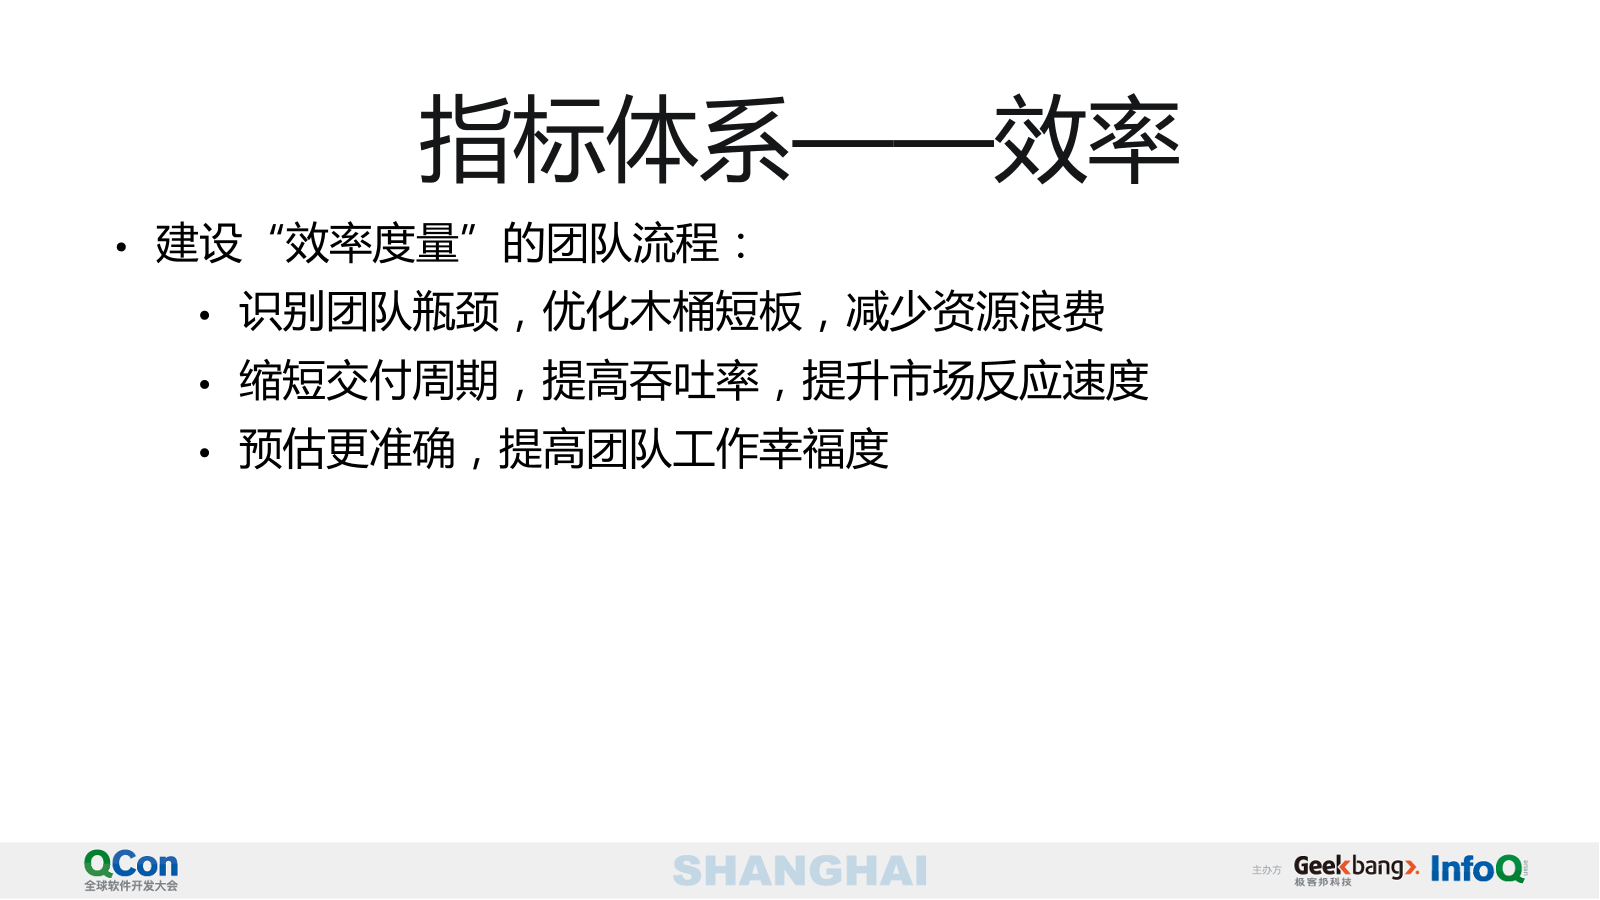 指标体系——效率
• 建设“效率度量”的团队流程：
• 识别团队瓶颈，优化木桶短板，减少资源浪费
• 缩短交付周期，提高吞吐率，提升市场反应速度
• 预估更准确，提高团队工作幸福度
QCon
全球软件开发大会
SHANGHAI
主办方
Geekbang>.
极客邦科技
InfoQ